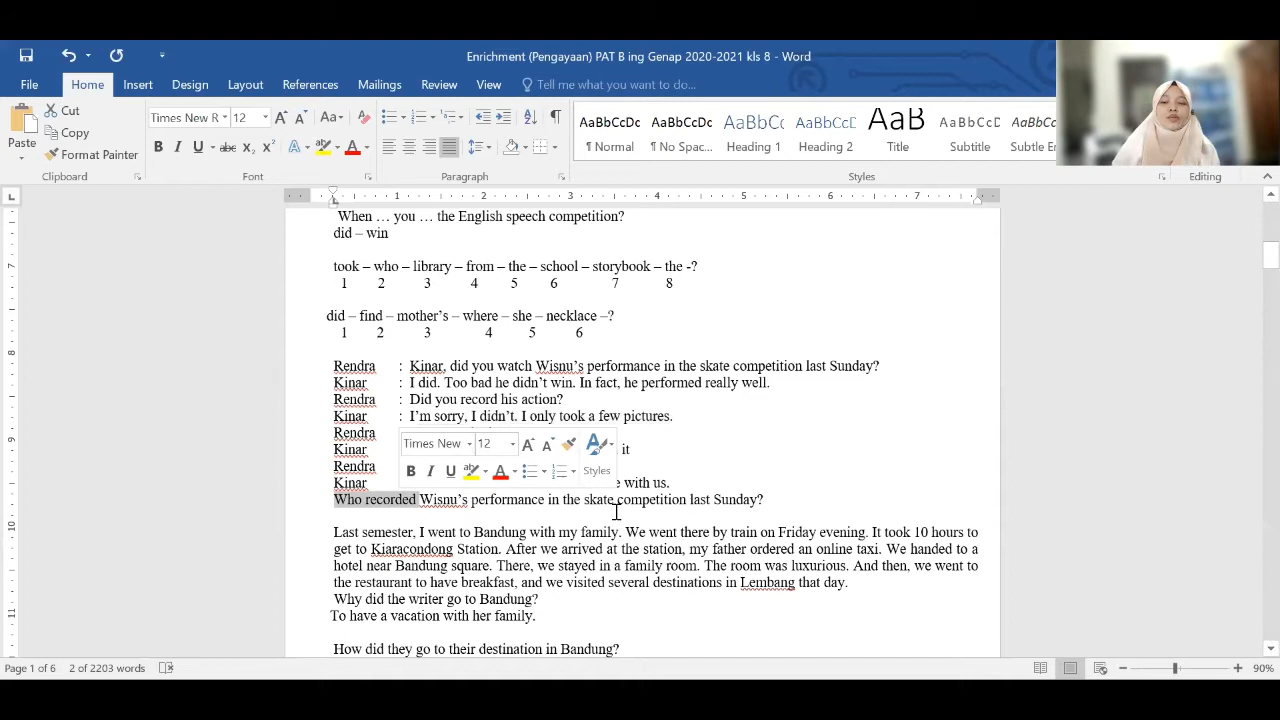 Enrichment (Pengayaan) PAT B ing Genap 2020-2021 kls 8 - Word
File Home Insert Design Layout References Mailings Review View Tell me what you want to do...
Paste Cut Copy Format Painter
Times New R 12
AaBbCcDc AaBbCcDc AaBbC AaBbCcD AaB AaBbCcD AaBbCcD
¶ Normal ¶ No Spac... Heading 1 Heading 2 Title Subtitle Subtle Em
Clipboard Font Paragraph Styles Editing
1 2 3 4 5 6 7
When … you … the English speech competition?
did – win
took – who – library – from – the – school – storybook – the -?
1 2 3 4 5 6 7 8
did – find – mother’s – where – she – necklace –?
1 2 3 4 5 6
Rendra : Kinar, did you watch Wisnu’s performance in the skate competition last Sunday?
Kinar : I did. Too bad he didn’t win. In fact, he performed really well.
Rendra : Did you record his action?
Kinar : I’m sorry, I didn’t. I only took a few pictures.
Rendra
Kinar it
Rendra
Kinar with us.
Times New 12
B I U Styles
Who recorded Wisnu’s performance in the skate competition last Sunday?
Last semester, I went to Bandung with my family. We went there by train on Friday evening. It took 10 hours to
get to Kiaracondong Station. After we arrived at the station, my father ordered an online taxi. We handed to a
hotel near Bandung square. There, we stayed in a family room. The room was luxurious. And then, we went to
the restaurant to have breakfast, and we visited several destinations in Lembang that day.
Why did the writer go to Bandung?
To have a vacation with her family.
How did they go to their destination in Bandung?
Page 1 of 6 2 of 2203 words 90%